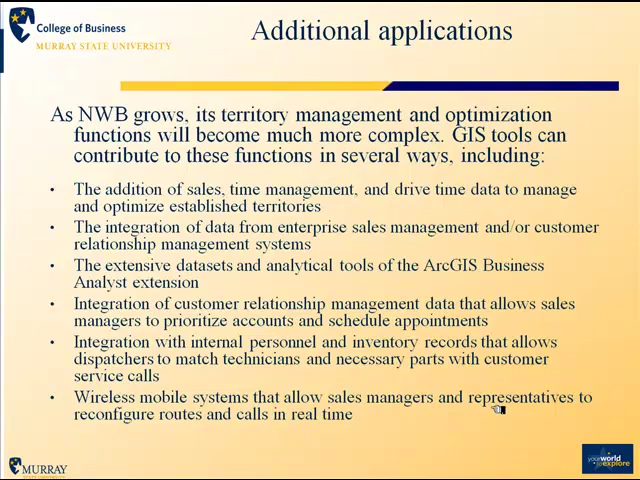 College of Business
MURRAY STATE UNIVERSITY
Additional applications
As NWB grows, its territory management and optimization
functions will become much more complex. GIS tools can
contribute to these functions in several ways, including:
• The addition of sales, time management, and drive time data to manage
and optimize established territories
• The integration of data from enterprise sales management and/or customer
relationship management systems
• The extensive datasets and analytical tools of the ArcGIS Business
Analyst extension
• Integration of customer relationship management data that allows sales
managers to prioritize accounts and schedule appointments
• Integration with internal personnel and inventory records that allows
dispatchers to match technicians and necessary parts with customer
service calls
• Wireless mobile systems that allow sales managers and representatives to
reconfigure routes and calls in real time
MURRAY
STATE UNIVERSITY
your world
to explore